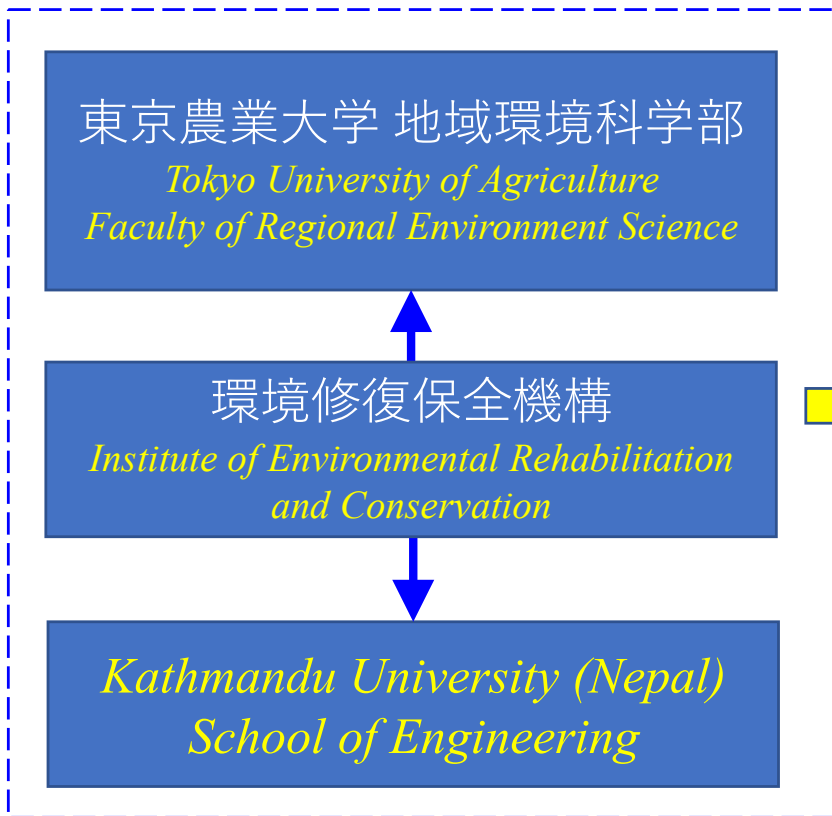 東京農業大学 地域環境科学部
Tokyo University of Agriculture
Faculty of Regional Environment Science
環境修復保全機構
Institute of Environmental Rehabilitation
and Conservation
Kathmandu University (Nepal)
School of Engineering